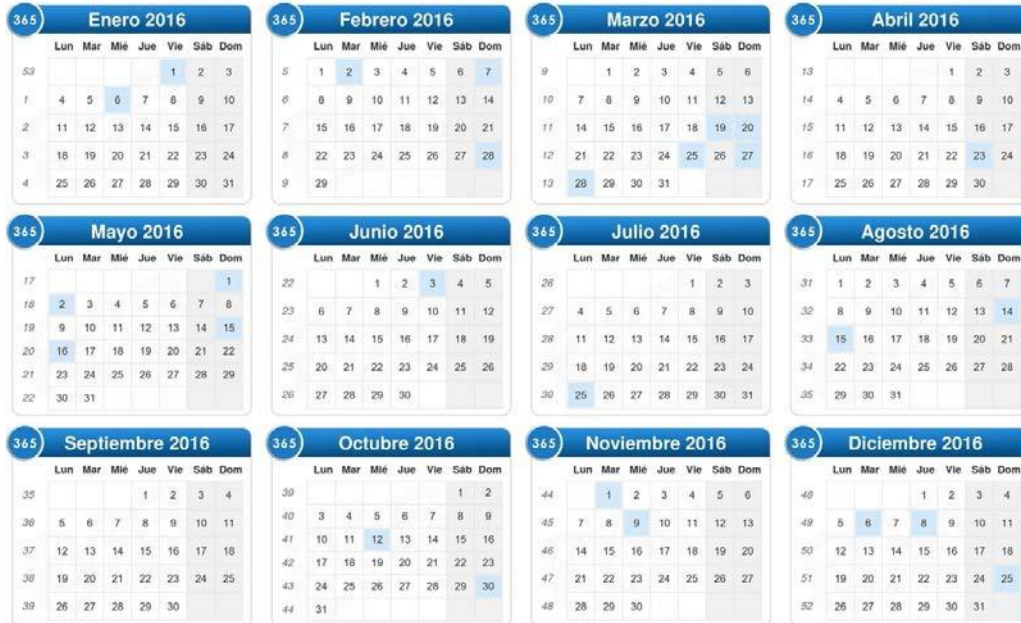 365 Enero 2016
Lun Mar Mié Jue Vie Sáb Dom
53 1 2 3
1 4 5 6 7 8 9 10
2 11 12 13 14 15 16 17
3 18 19 20 21 22 23 24
4 25 26 27 28 29 30 31
365 Febrero 2016
Lun Mar Mié Jue Vie Sáb Dom
5 1 2 3 4 5 6 7
6 8 9 10 11 12 13 14
7 15 16 17 18 19 20 21
8 22 23 24 25 26 27 28
9 29
365 Marzo 2016
Lun Mar Mié Jue Vie Sáb Dom
9 1 2 3 4 5 6
10 7 8 9 10 11 12 13
11 14 15 16 17 18 19 20
12 21 22 23 24 25 26 27
13 28 29 30 31
365 Abril 2016
Lun Mar Mié Jue Vie Sáb Dom
13 1 2 3
14 4 5 6 7 8 9 10
15 11 12 13 14 15 16 17
16 18 19 20 21 22 23 24
17 25 26 27 28 29 30
365 Mayo 2016
Lun Mar Mié Jue Vie Sáb Dom
17 1
18 2 3 4 5 6 7 8
19 9 10 11 12 13 14 15
20 16 17 18 19 20 21 22
21 23 24 25 26 27 28 29
22 30 31
365 Junio 2016
Lun Mar Mié Jue Vie Sáb Dom
22 1 2 3 4 5
23 6 7 8 9 10 11 12
24 13 14 15 16 17 18 19
25 20 21 22 23 24 25 26
26 27 28 29 30
365 Julio 2016
Lun Mar Mié Jue Vie Sáb Dom
26 1 2 3
27 4 5 6 7 8 9 10
28 11 12 13 14 15 16 17
29 18 19 20 21 22 23 24
30 25 26 27 28 29 30 31
365 Agosto 2016
Lun Mar Mié Jue Vie Sáb Dom
31 1 2 3 4 5 6 7
32 8 9 10 11 12 13 14
33 15 16 17 18 19 20 21
34 22 23 24 25 26 27 28
35 29 30 31
365 Septiembre 2016
Lun Mar Mié Jue Vie Sáb Dom
35 1 2 3 4
36 5 6 7 8 9 10 11
37 12 13 14 15 16 17 18
38 19 20 21 22 23 24 25
39 26 27 28 29 30
365 Octubre 2016
Lun Mar Mié Jue Vie Sáb Dom
39 1 2
40 3 4 5 6 7 8 9
41 10 11 12 13 14 15 16
42 17 18 19 20 21 22 23
43 24 25 26 27 28 29 30
44 31
365 Noviembre 2016
Lun Mar Mié Jue Vie Sáb Dom
44 1 2 3 4 5 6
45 7 8 9 10 11 12 13
46 14 15 16 17 18 19 20
47 21 22 23 24 25 26 27
48 28 29 30
365 Diciembre 2016
Lun Mar Mié Jue Vie Sáb Dom
48 1 2 3 4
49 5 6 7 8 9 10 11
50 12 13 14 15 16 17 18
51 19 20 21 22 23 24 25
52 26 27 28 29 30 31